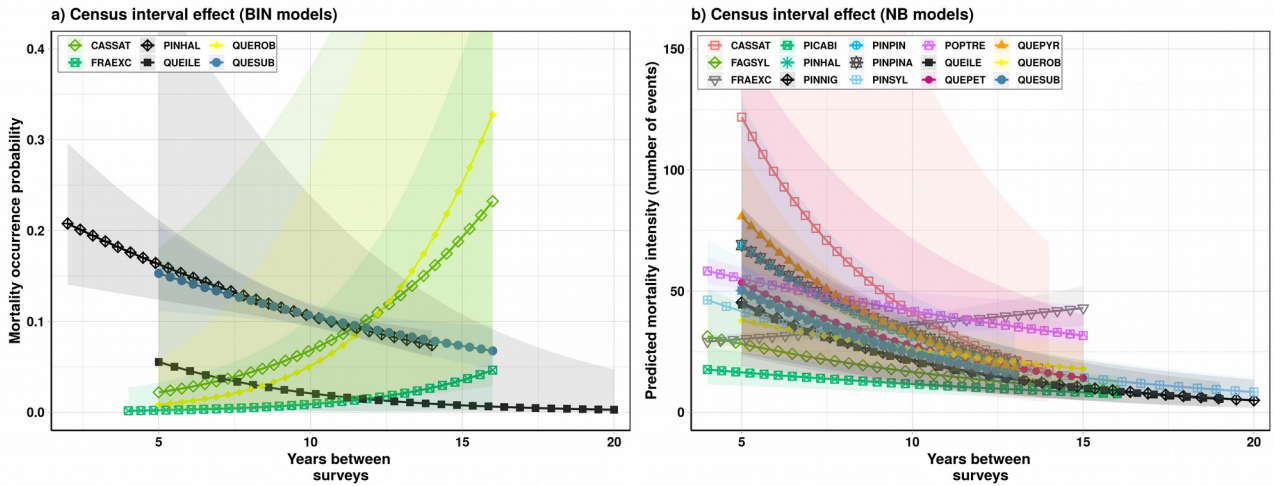 a) Census interval effect (BIN models)
CASSAT PINHAL QUEROB
FRAEXC QUEILE QUESUB
Mortality occurrence probability
0.4
0.3
0.2
0.1
0.0
5 10 15 20
Years between
surveys
b) Census interval effect (NB models)
CASSAT PICABI PINPIN POPTRE QUEPYR
FAGSYL PINHAL PINPINA QUEILE QUEROB
FRAEXC PINNIG PINSYL QUEPET QUESUB
Predicted mortality intensity (number of events)
150
100
50
0
5 10 15 20
Years between
surveys